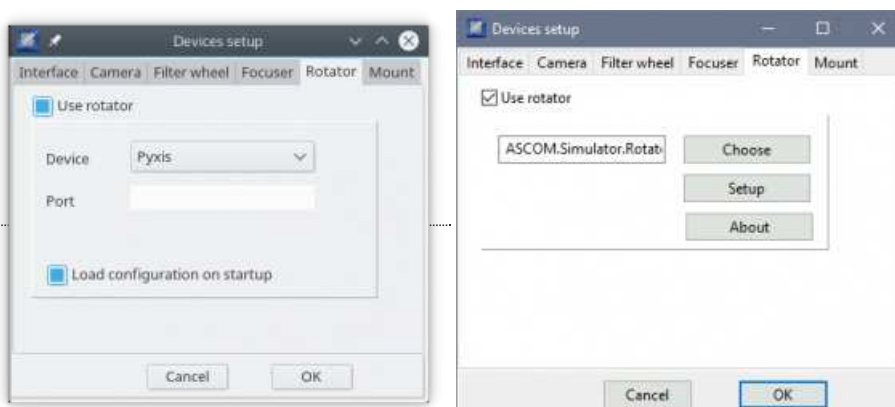 Devices setup
Interface Camera Filter wheel Focuser Rotator Mount
Use rotator
Device Pyxis
Port
Load configuration on startup
Cancel OK
Devices setup
Interface Camera Filter wheel Focuser Rotator Mount
Use rotator
ASCOM.Simulator.Rotat Choose
Setup
About
Cancel OK